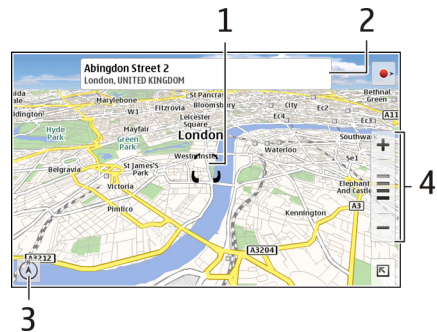 1
2
Abingdon Street 2
London, UNITED KINGDOM
St Pancras
Bethnal
Green
Marylebone
Fitzrovia
Bloomsbury
City
Ec2
A11
W1
Ec4
Ec3
Leicester
Square
Hyde
Park
Mayfair
Green
Park
London
Southwa
Westminster
Waterloo
Se1
St James'S
Park
Belgravia
4
Victoria
Elephant
And Castle
Pimlico
A3
Kennington
A3212
A3204
3